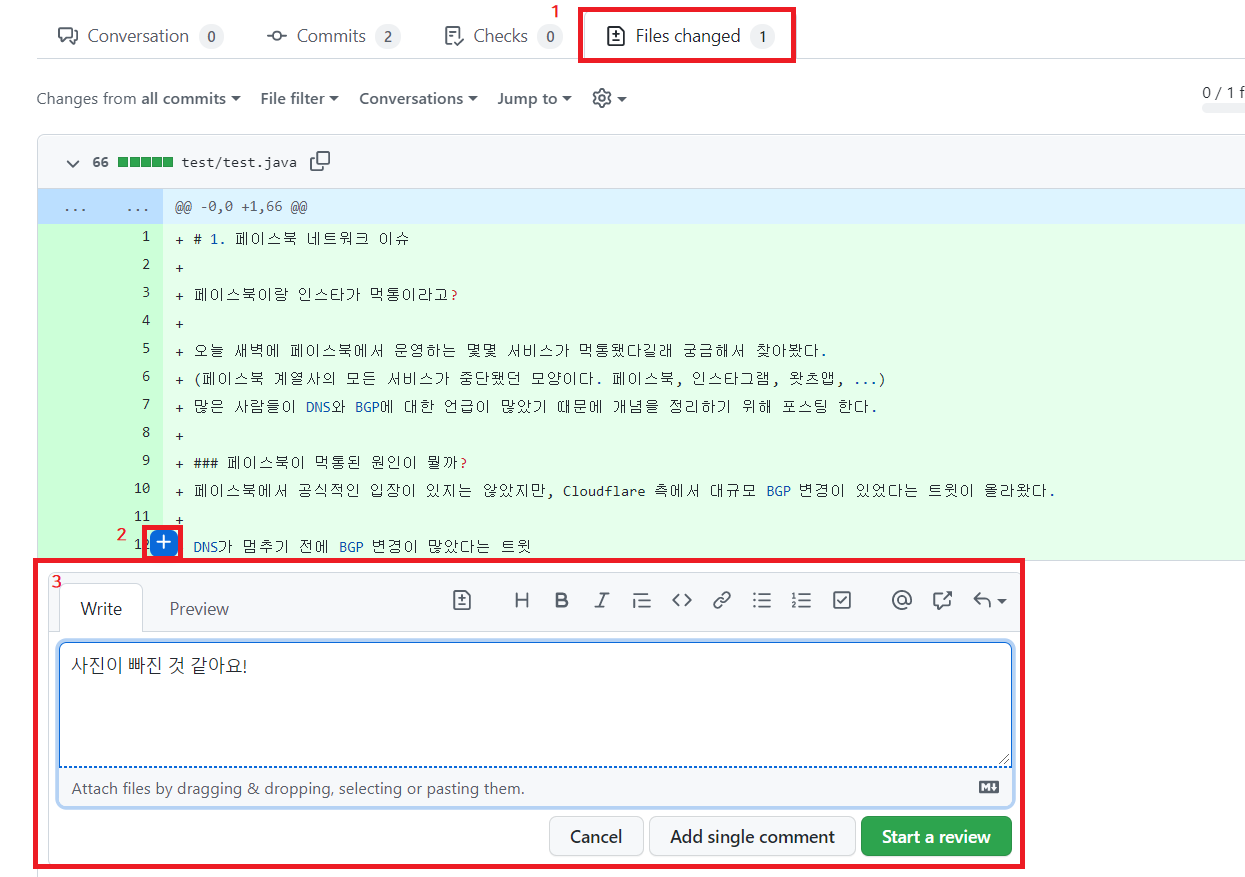 1
Conversation 0 Commits 2 Checks 0 Files changed 1
Changes from all commits File filter Conversations Jump to
0 / 1 f
66 test/test.java
... ... @@ -0,0 +1,66 @@
1 + # 1. 페이스북 네트워크 이슈
2 +
3 + 페이스북이랑 인스타가 먹통이라고?
4 +
5 + 오늘 새벽에 페이스북에서 운영하는 몇몇 서비스가 먹통됐다길래 궁금해서 찾아봤다.
6 + (페이스북 계열사의 모든 서비스가 중단됐던 모양이다. 페이스북, 인스타그램, 왓츠앱, ...)
7 + 많은 사람들이 DNS와 BGP에 대한 언급이 많았기 때문에 개념을 정리하기 위해 포스팅 한다.
8 +
9 + ### 페이스북이 먹통된 원인이 뭘까?
10 + 페이스북에서 공식적인 입장이 있지는 않았지만, Cloudflare 측에서 대규모 BGP 변경이 있었다는 트윗이 올라왔다.
11 +
2 12 + DNS가 멈추기 전에 BGP 변경이 많았다는 트윗
3
Write Preview
사진이 빠진 것 같아요!
Attach files by dragging & dropping, selecting or pasting them.
Cancel Add single comment Start a review